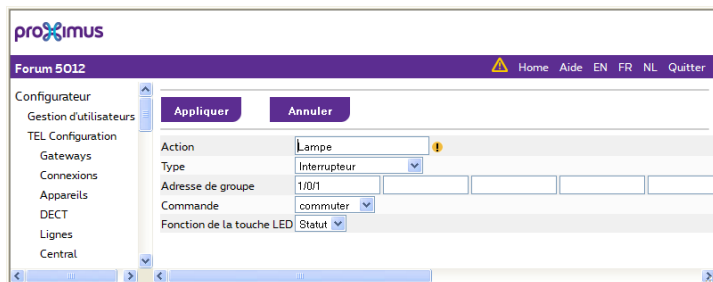 proximus
Forum 5012
Home Aide EN FR NL Quitter
Configurateur
Gestion d'utilisateurs
TEL Configuration
Gateways
Connexions
Appareils
DECT
Lignes
Central
Appliquer Annuler
Action Lampe
Type Interrupteur
Adresse de groupe 1/0/1
Commande commuter
Fonction de la touche LED Statut